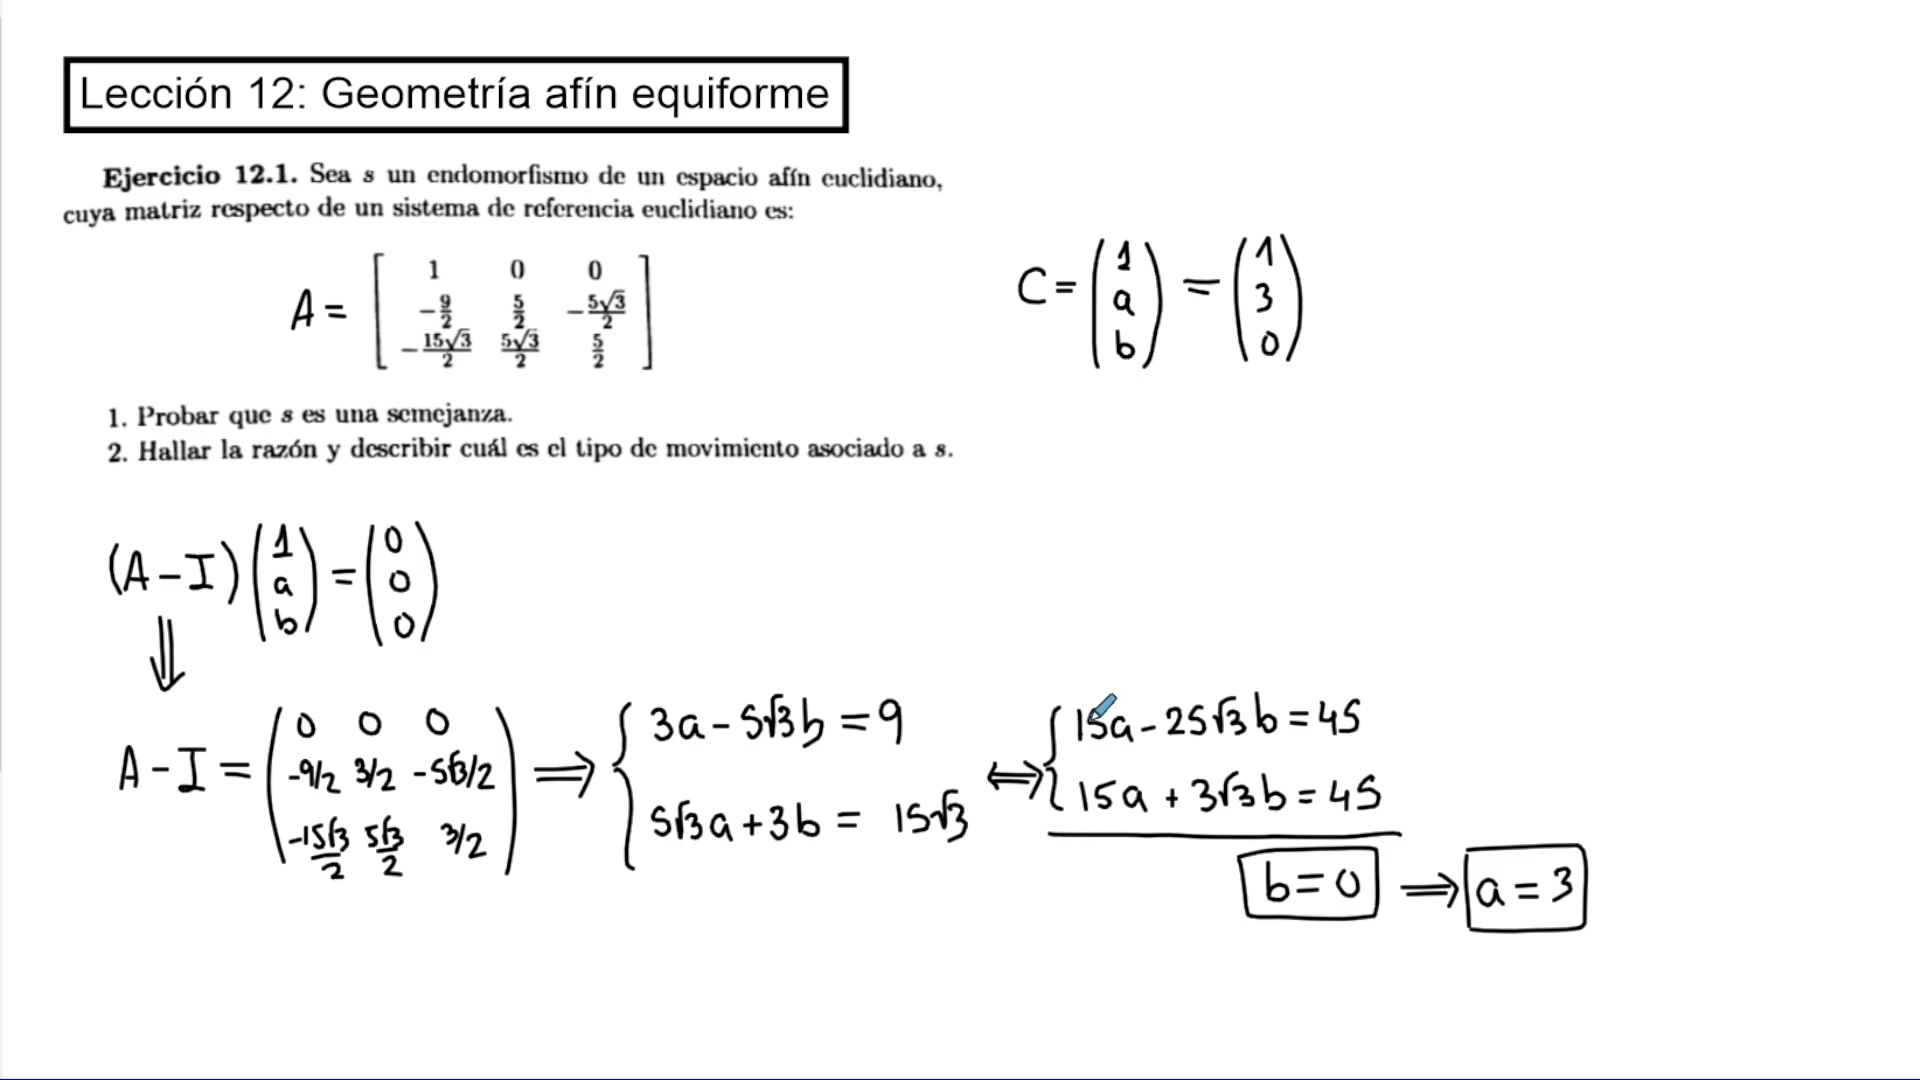 Lección 12: Geometría afín equiforme
Ejercicio 12.1. Sea s un endomorfismo de un espacio afín euclidiano,
cuya matriz respecto de un sistema de referencia euclidiano es:
A = [ 1 0 0
-9/2 5/2 -5√3/2
-15√3/2 5√3/2 5/2 ]
C = (1 a b) = (1 3 0)
1. Probar que s es una semejanza.
2. Hallar la razón y describir cuál es el tipo de movimiento asociado a s.
(A-I) (1 a b) = (0 0 0)
⇓
A-I = ( 0 0 0
-9/2 3/2 -5√3/2
-15√3/2 5√3/2 3/2 )
⟹ { 3a - 5√3b = 9
5√3a + 3b = 15√3
⟺ { 15a - 25√3b = 45
15a + 3√3b = 45
b = 0 ⟹ a = 3